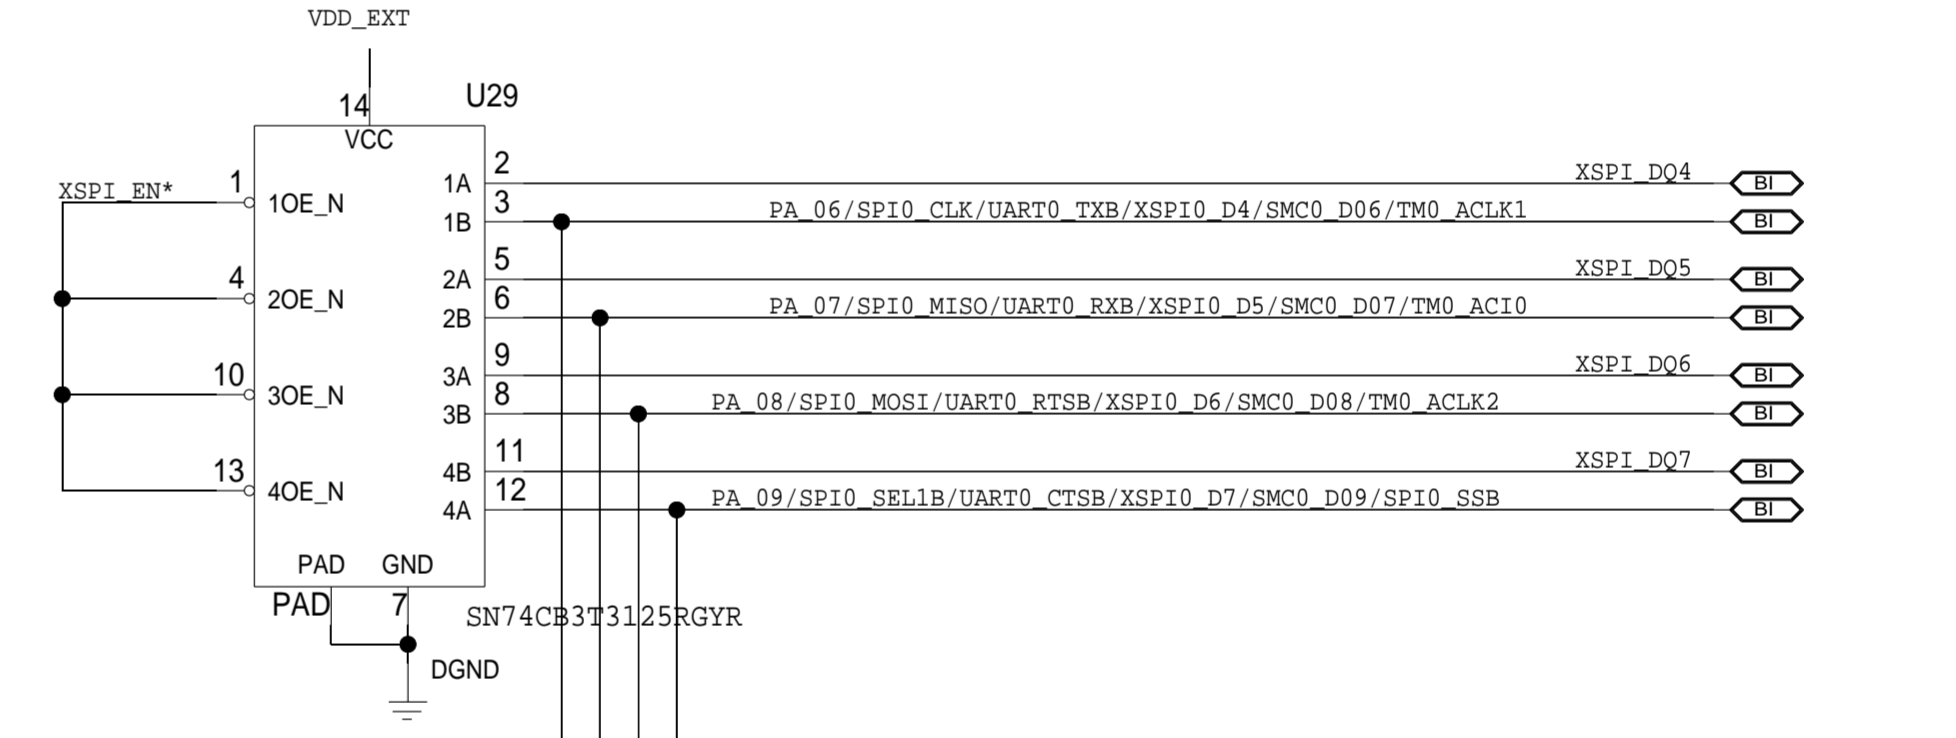 VDD_EXT
14
U29
VCC
XSPI_EN*
1
1OE_N
1A
2
XSPI_DQ4
BI
1B
3
PA_06/SPI0_CLK/UART0_TXB/XSPI0_D4/SMC0_D06/TM0_ACLK1
BI
4
2OE_N
2A
5
XSPI_DQ5
BI
2B
6
PA_07/SPI0_MISO/UART0_RXB/XSPI0_D5/SMC0_D07/TM0_ACI0
BI
10
3OE_N
3A
9
XSPI_DQ6
BI
3B
8
PA_08/SPI0_MOSI/UART0_RTSB/XSPI0_D6/SMC0_D08/TM0_ACLK2
BI
13
4OE_N
4B
11
XSPI_DQ7
BI
4A
12
PA_09/SPI0_SEL1B/UART0_CTSB/XSPI0_D7/SMC0_D09/SPI0_SSB
BI
PAD GND
PAD 7
SN74CB3T3125RGYR
DGND